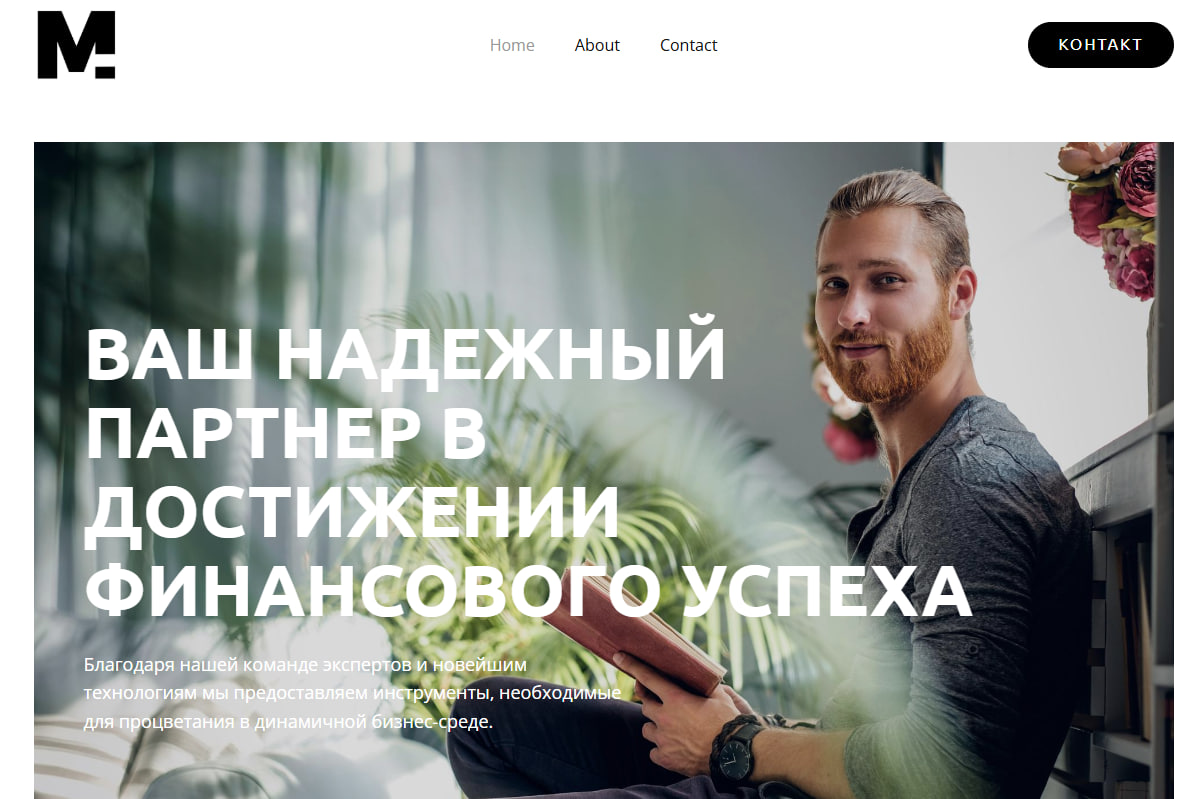 M.
Home
About
Contact
КОНТАКТ
ВАШ НАДЕЖНЫЙ
ПАРТНЕР В
ДОСТИЖЕНИИ
ФИНАНСОВОГО УСПЕХА
Благодаря нашей команде экспертов и новейшим
технологиям мы предоставляем инструменты, необходимые
для процветания в динамичной бизнес-среде.